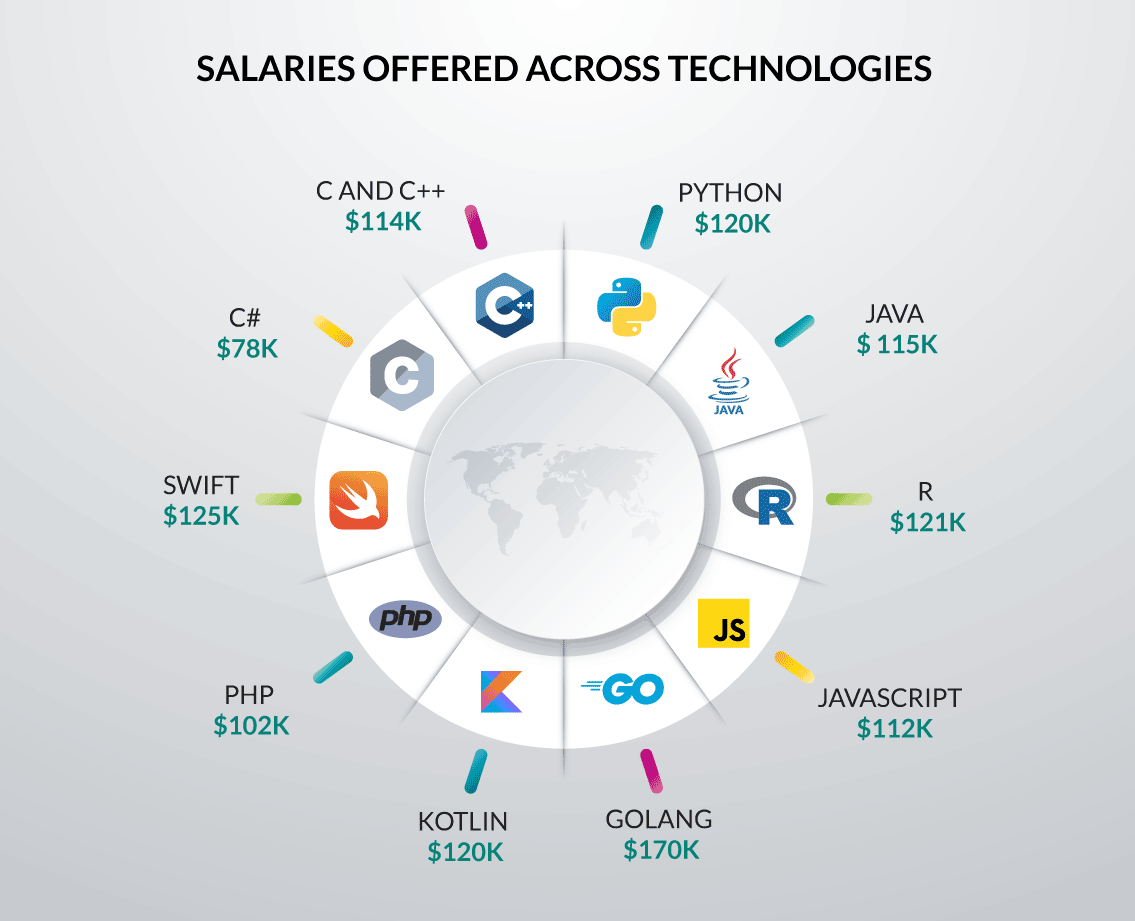 SALARIES OFFERED ACROSS TECHNOLOGIES
C AND C++
$114K
PYTHON
$120K
C#
$78K
JAVA
$ 115K
SWIFT
$125K
R
$121K
PHP
$102K
JAVASCRIPT
$112K
KOTLIN
$120K
GOLANG
$170K
C++
C
JAVA
R
php
JS
GO